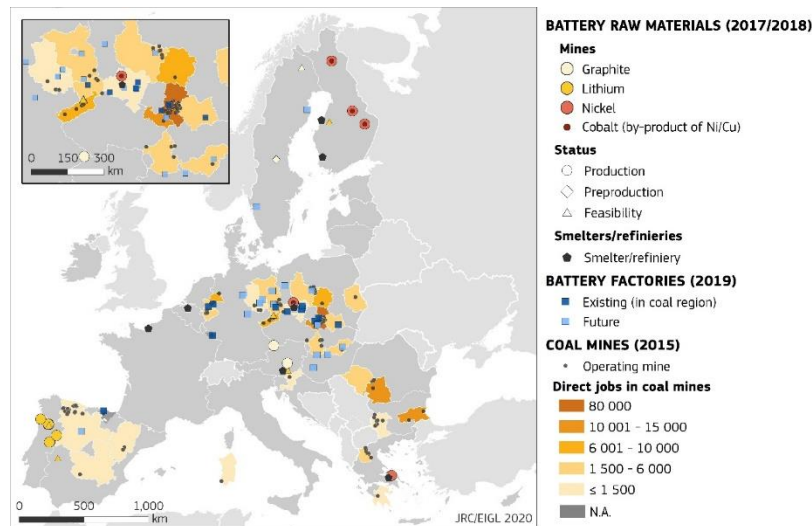 0 150 300
km
0 500 1,000
km
JRC/EIGL 2020
BATTERY RAW MATERIALS (2017/2018)
Mines
Graphite
Lithium
Nickel
Cobalt (by-product of Ni/Cu)
Status
Production
Preproduction
Feasibility
Smelters/refinieries
Smelter/refiniery
BATTERY FACTORIES (2019)
Existing (in coal region)
Future
COAL MINES (2015)
Operating mine
Direct jobs in coal mines
80 000
10 001 - 15 000
6 001 - 10 000
1 500 - 6 000
≤ 1 500
N.A.